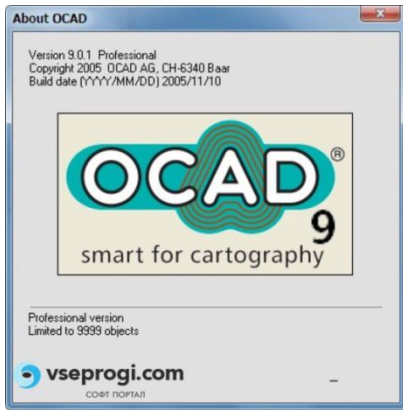 About OCAD
Version 9.0.1 Professional
Copyright 2005 OCAD AG, CH-6340 Baar
Build date (YYYY/MM/DD) 2005/11/10
OCAD®
9
smart for cartography
Professional version
Limited to 9999 objects
vseprogi.com
СОФТ ПОРТАЛ